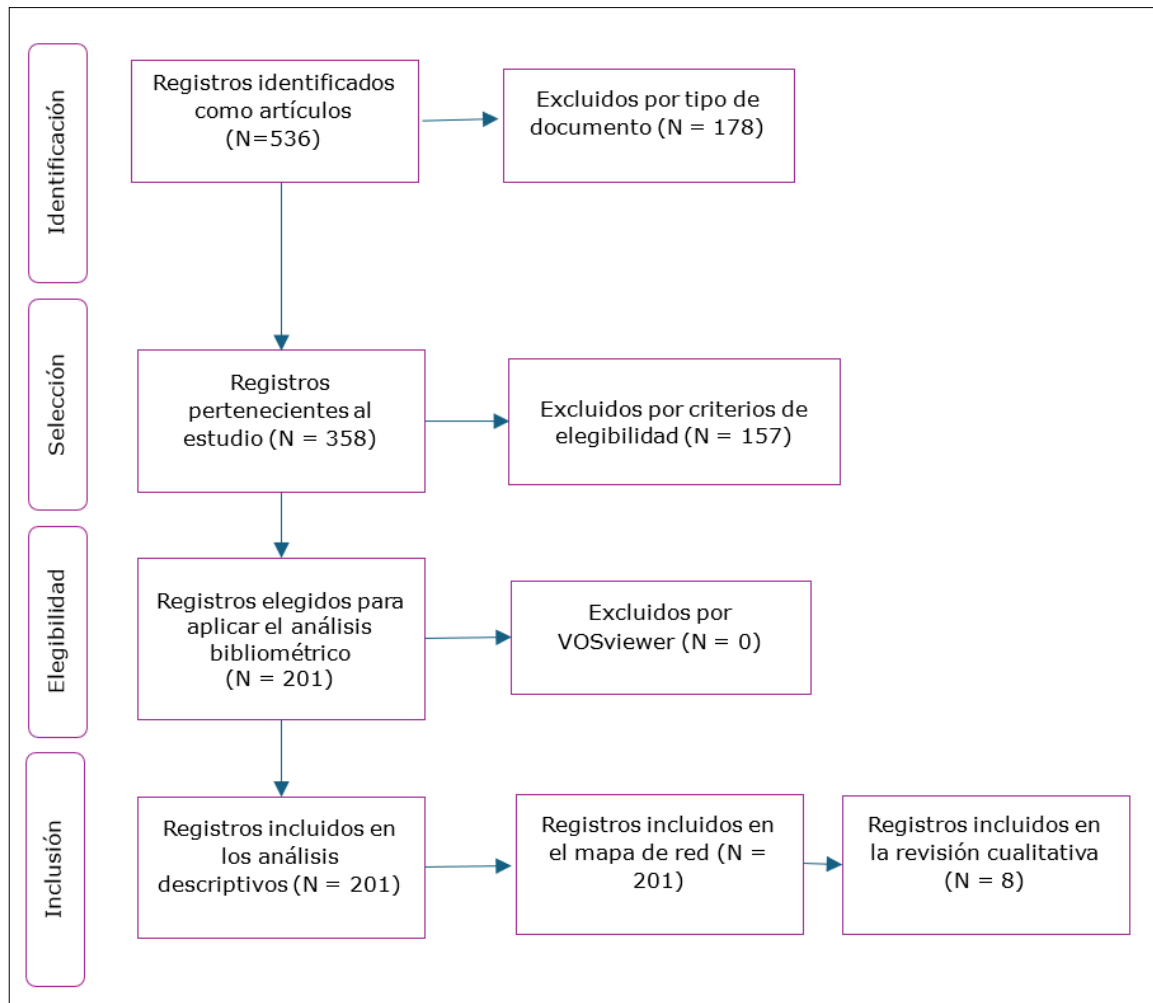 Identificación
Registros identificados
como artículos
(N=536)
Excluidos por tipo de
documento (N = 178)
Selección
Registros
pertenecientes al
estudio (N = 358)
Excluidos por criterios de
elegibilidad (N = 157)
Elegibilidad
Registros elegidos para
aplicar el análisis
bibliométrico
(N = 201)
Excluidos por
VOSviewer (N = 0)
Inclusión
Registros incluidos en
los análisis
descriptivos (N = 201)
Registros incluidos en
el mapa de red (N =
201)
Registros incluidos en
la revisión cualitativa
(N = 8)